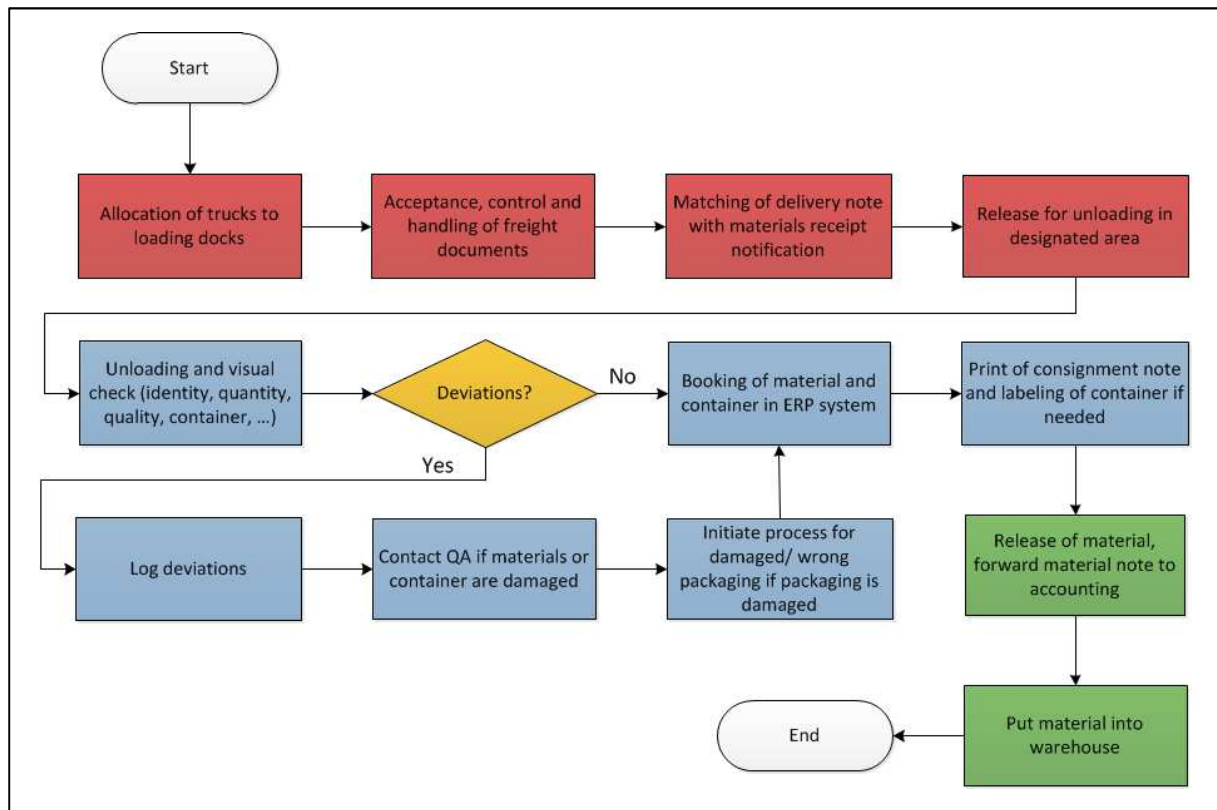 Start
Allocation of trucks to
loading docks
Acceptance, control and
handling of freight
documents
Matching of delivery note
with materials receipt
notification
Release for unloading in
designated area
Unloading and visual
check (identity, quantity,
quality, container, …)
Deviations?
No
Booking of material and
container in ERP system
Print of consignment note
and labeling of container if
needed
Yes
Log deviations
Contact QA if materials or
container are damaged
Initiate process for
damaged/ wrong
packaging if packaging is
damaged
Release of material,
forward material note to
accounting
Put material into
warehouse
End